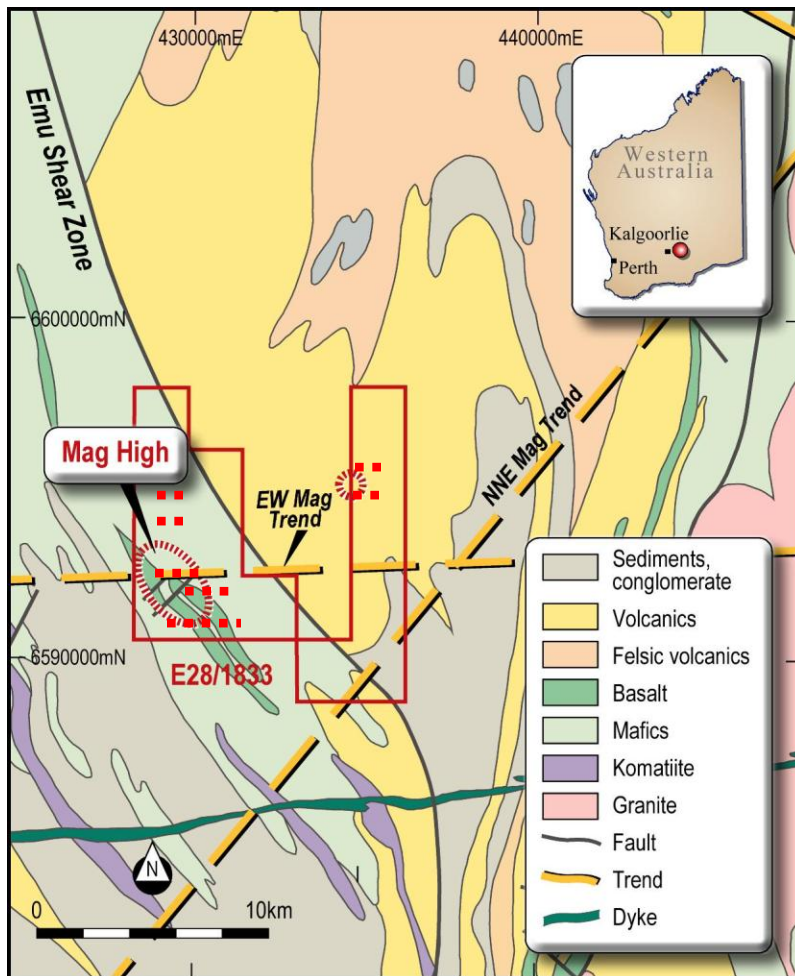 430000mE
440000mE
Emu Shear Zone
Western
Australia
Kalgoorlie
Perth
6600000mN
Mag High
NNE Mag Trend
EW Mag
Trend
6590000mN
E28/1833
Sediments,
conglomerate
Volcanics
Felsic volcanics
Basalt
Mafics
Komatiite
Granite
Fault
Trend
Dyke
N
0
10km